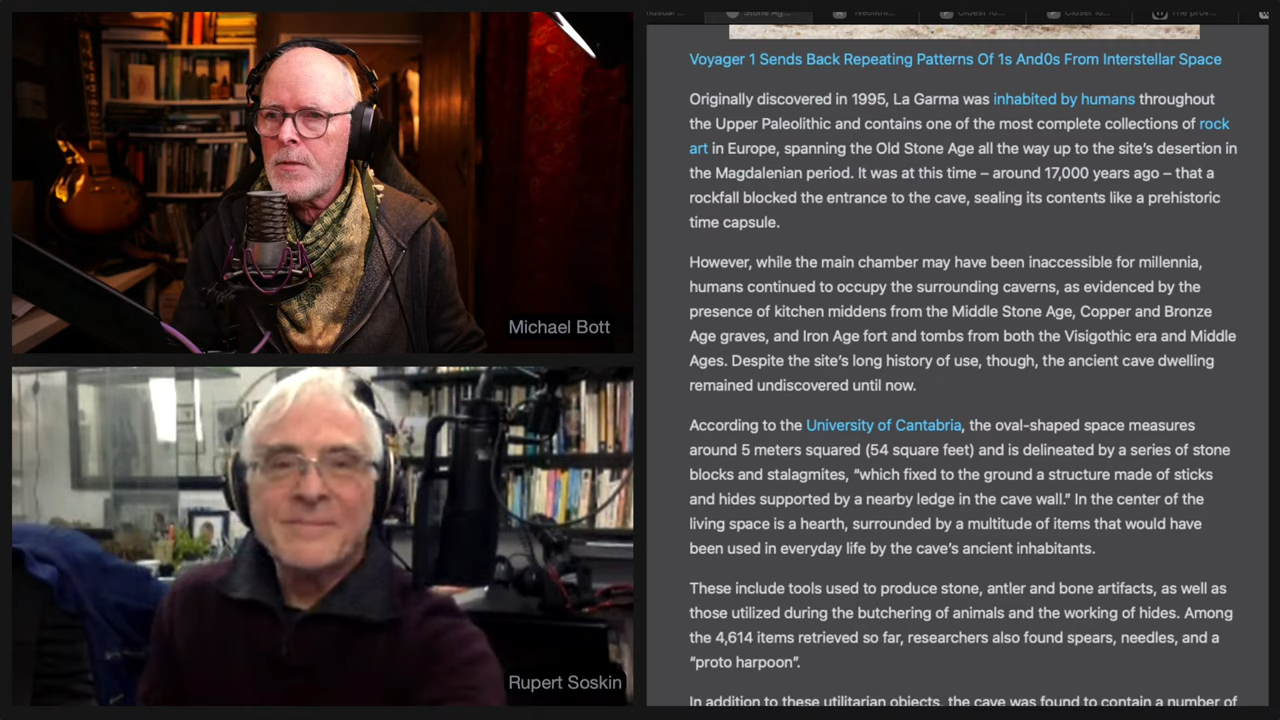 Stone Ag...
Oldest fo...
Closer lo...
The prov...
Voyager 1 Sends Back Repeating Patterns Of 1s And0s From Interstellar Space
Originally discovered in 1995, La Garma was inhabited by humans throughout
the Upper Paleolithic and contains one of the most complete collections of rock
art in Europe, spanning the Old Stone Age all the way up to the site’s desertion in
the Magdalenian period. It was at this time – around 17,000 years ago – that a
rockfall blocked the entrance to the cave, sealing its contents like a prehistoric
time capsule.
However, while the main chamber may have been inaccessible for millennia,
humans continued to occupy the surrounding caverns, as evidenced by the
presence of kitchen middens from the Middle Stone Age, Copper and Bronze
Age graves, and Iron Age fort and tombs from both the Visigothic era and Middle
Ages. Despite the site’s long history of use, though, the ancient cave dwelling
remained undiscovered until now.
According to the University of Cantabria, the oval-shaped space measures
around 5 meters squared (54 square feet) and is delineated by a series of stone
blocks and stalagmites, “which fixed to the ground a structure made of sticks
and hides supported by a nearby ledge in the cave wall.” In the center of the
living space is a hearth, surrounded by a multitude of items that would have
been used in everyday life by the cave’s ancient inhabitants.
These include tools used to produce stone, antler and bone artifacts, as well as
those utilized during the butchering of animals and the working of hides. Among
the 4,614 items retrieved so far, researchers also found spears, needles, and a
“proto harpoon”.
In addition to these utilitarian objects, the cave was found to contain a number of
Michael Bott
Rupert Soskin